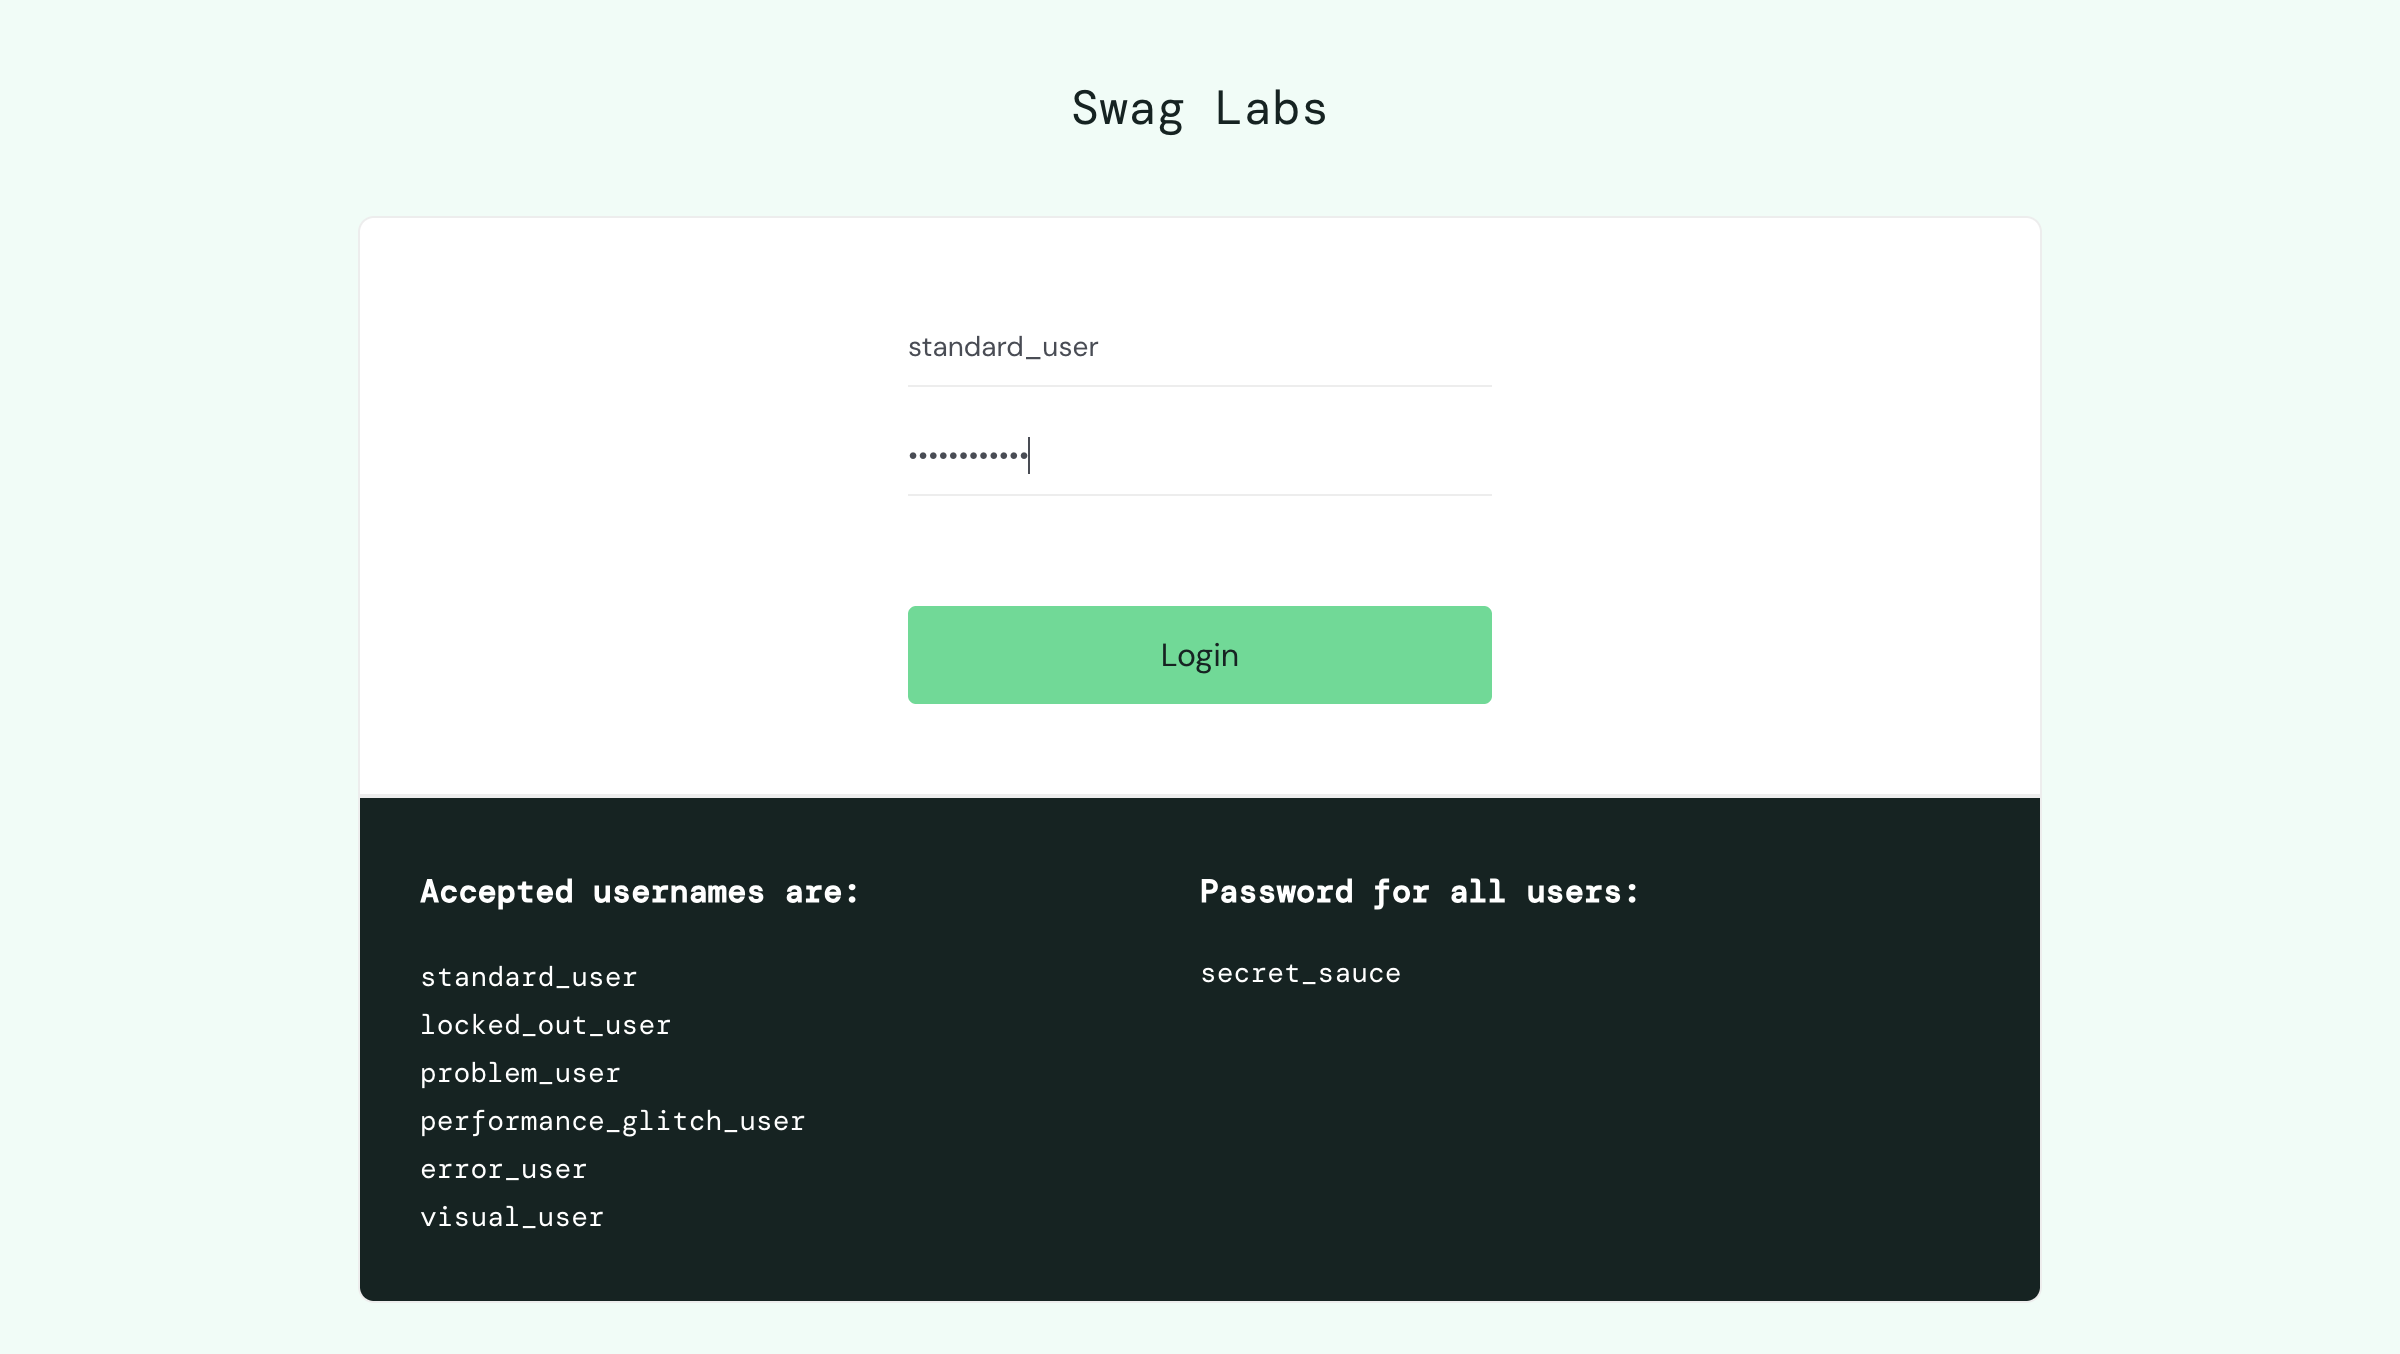 Swag Labs
standard_user
••••••••••••
Login
Accepted usernames are:
standard_user
locked_out_user
problem_user
performance_glitch_user
error_user
visual_user
Password for all users:
secret_sauce